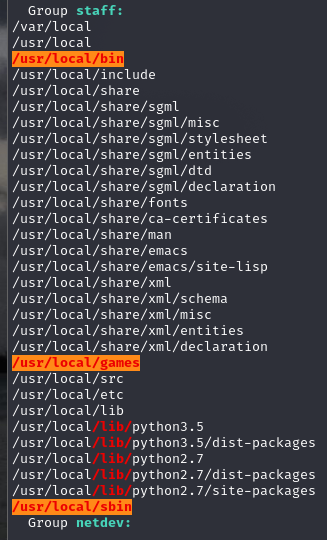 Group staff:
/var/local
/usr/local
/usr/local/bin
/usr/local/include
/usr/local/share
/usr/local/share/sgml
/usr/local/share/sgml/misc
/usr/local/share/sgml/stylesheet
/usr/local/share/sgml/entities
/usr/local/share/sgml/dtd
/usr/local/share/sgml/declaration
/usr/local/share/fonts
/usr/local/share/ca-certificates
/usr/local/share/man
/usr/local/share/emacs
/usr/local/share/emacs/site-lisp
/usr/local/share/xml
/usr/local/share/xml/schema
/usr/local/share/xml/misc
/usr/local/share/xml/entities
/usr/local/share/xml/declaration
/usr/local/games
/usr/local/src
/usr/local/etc
/usr/local/lib
/usr/local/lib/python3.5
/usr/local/lib/python3.5/dist-packages
/usr/local/lib/python2.7
/usr/local/lib/python2.7/dist-packages
/usr/local/lib/python2.7/site-packages
/usr/local/sbin
Group netdev: